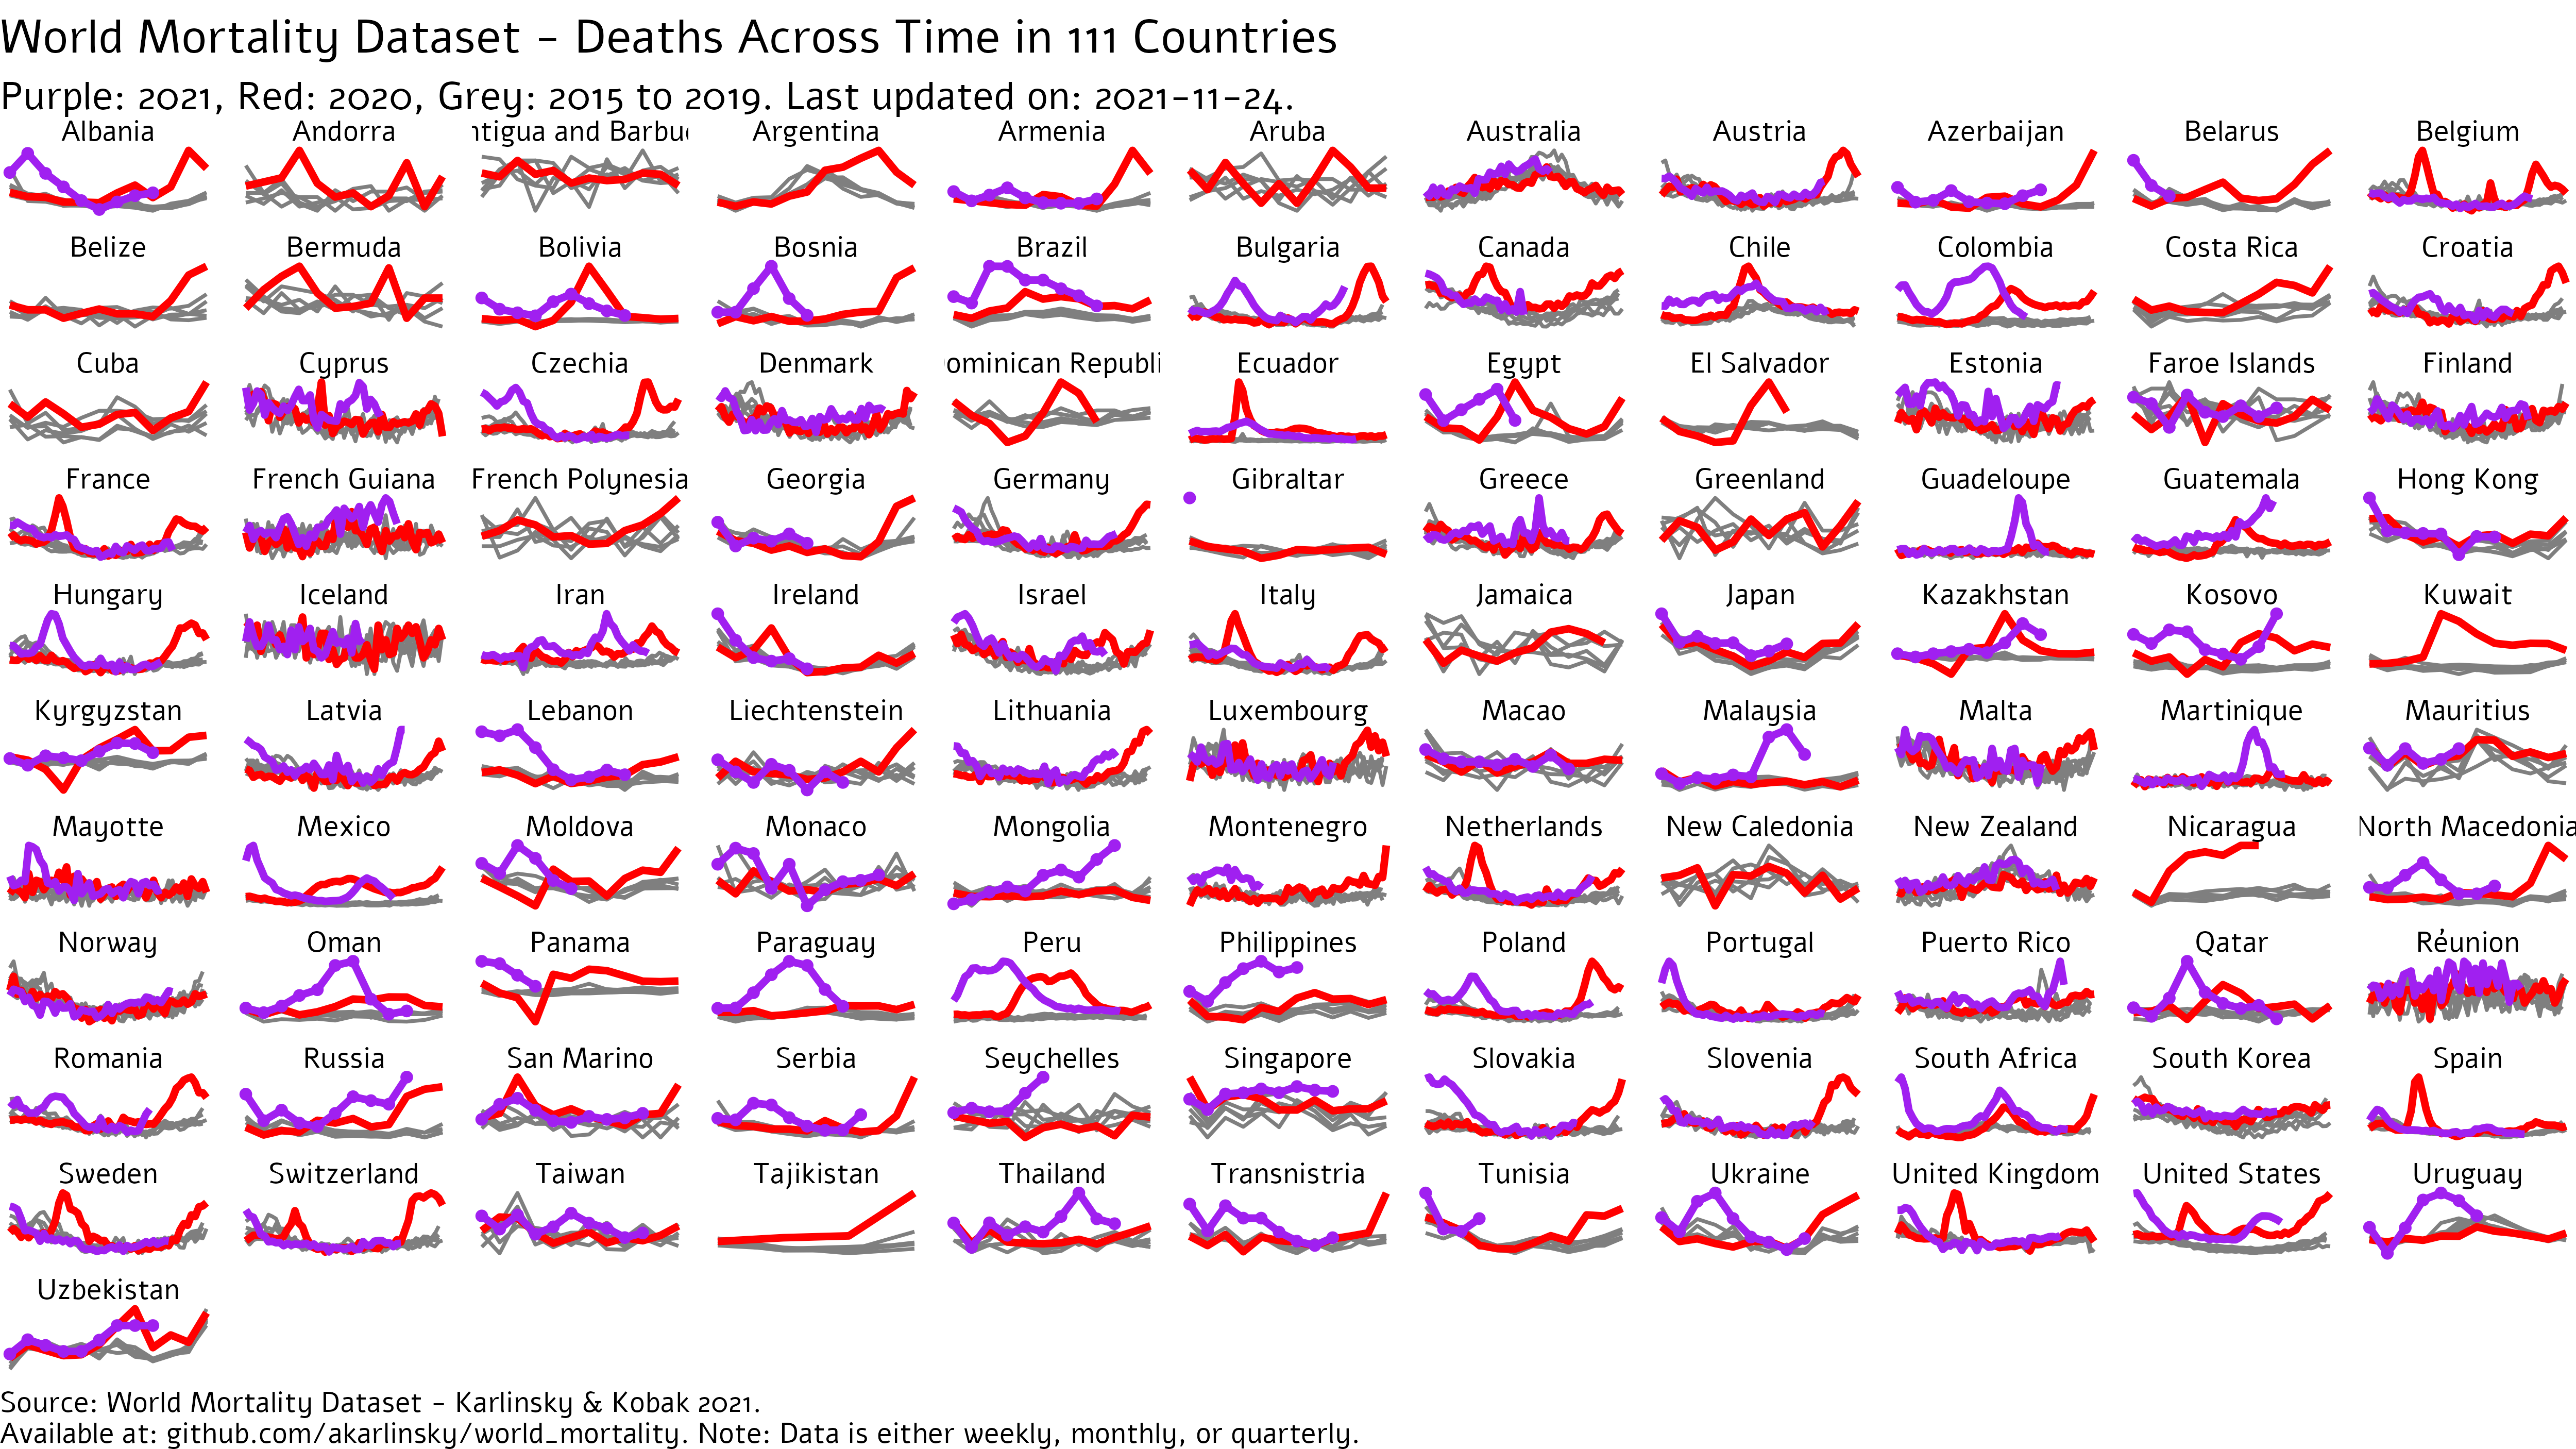 World Mortality Dataset - Deaths Across Time in 111 Countries
Purple: 2021, Red: 2020, Grey: 2015 to 2019. Last updated on: 2021-11-24.
Albania Andorra ntigua and Barbu Argentina Armenia Aruba Australia Austria Azerbaijan Belarus Belgium
Belize Bermuda Bolivia Bosnia Brazil Bulgaria Canada Chile Colombia Costa Rica Croatia
Cuba Cyprus Czechia Denmark ominican Republi Ecuador Egypt El Salvador Estonia Faroe Islands Finland
France French Guiana French Polynesia Georgia Germany Gibraltar Greece Greenland Guadeloupe Guatemala Hong Kong
Hungary Iceland Iran Ireland Israel Italy Jamaica Japan Kazakhstan Kosovo Kuwait
Kyrgyzstan Latvia Lebanon Liechtenstein Lithuania Luxembourg Macao Malaysia Malta Martinique Mauritius
Mayotte Mexico Moldova Monaco Mongolia Montenegro Netherlands New Caledonia New Zealand Nicaragua North Macedonia
Norway Oman Panama Paraguay Peru Philippines Poland Portugal Puerto Rico Qatar Réunion
Romania Russia San Marino Serbia Seychelles Singapore Slovakia Slovenia South Africa South Korea Spain
Sweden Switzerland Taiwan Tajikistan Thailand Transnistria Tunisia Ukraine United Kingdom United States Uruguay
Uzbekistan
Source: World Mortality Dataset - Karlinsky & Kobak 2021.
Available at: github.com/akarlinsky/world_mortality. Note: Data is either weekly, monthly, or quarterly.